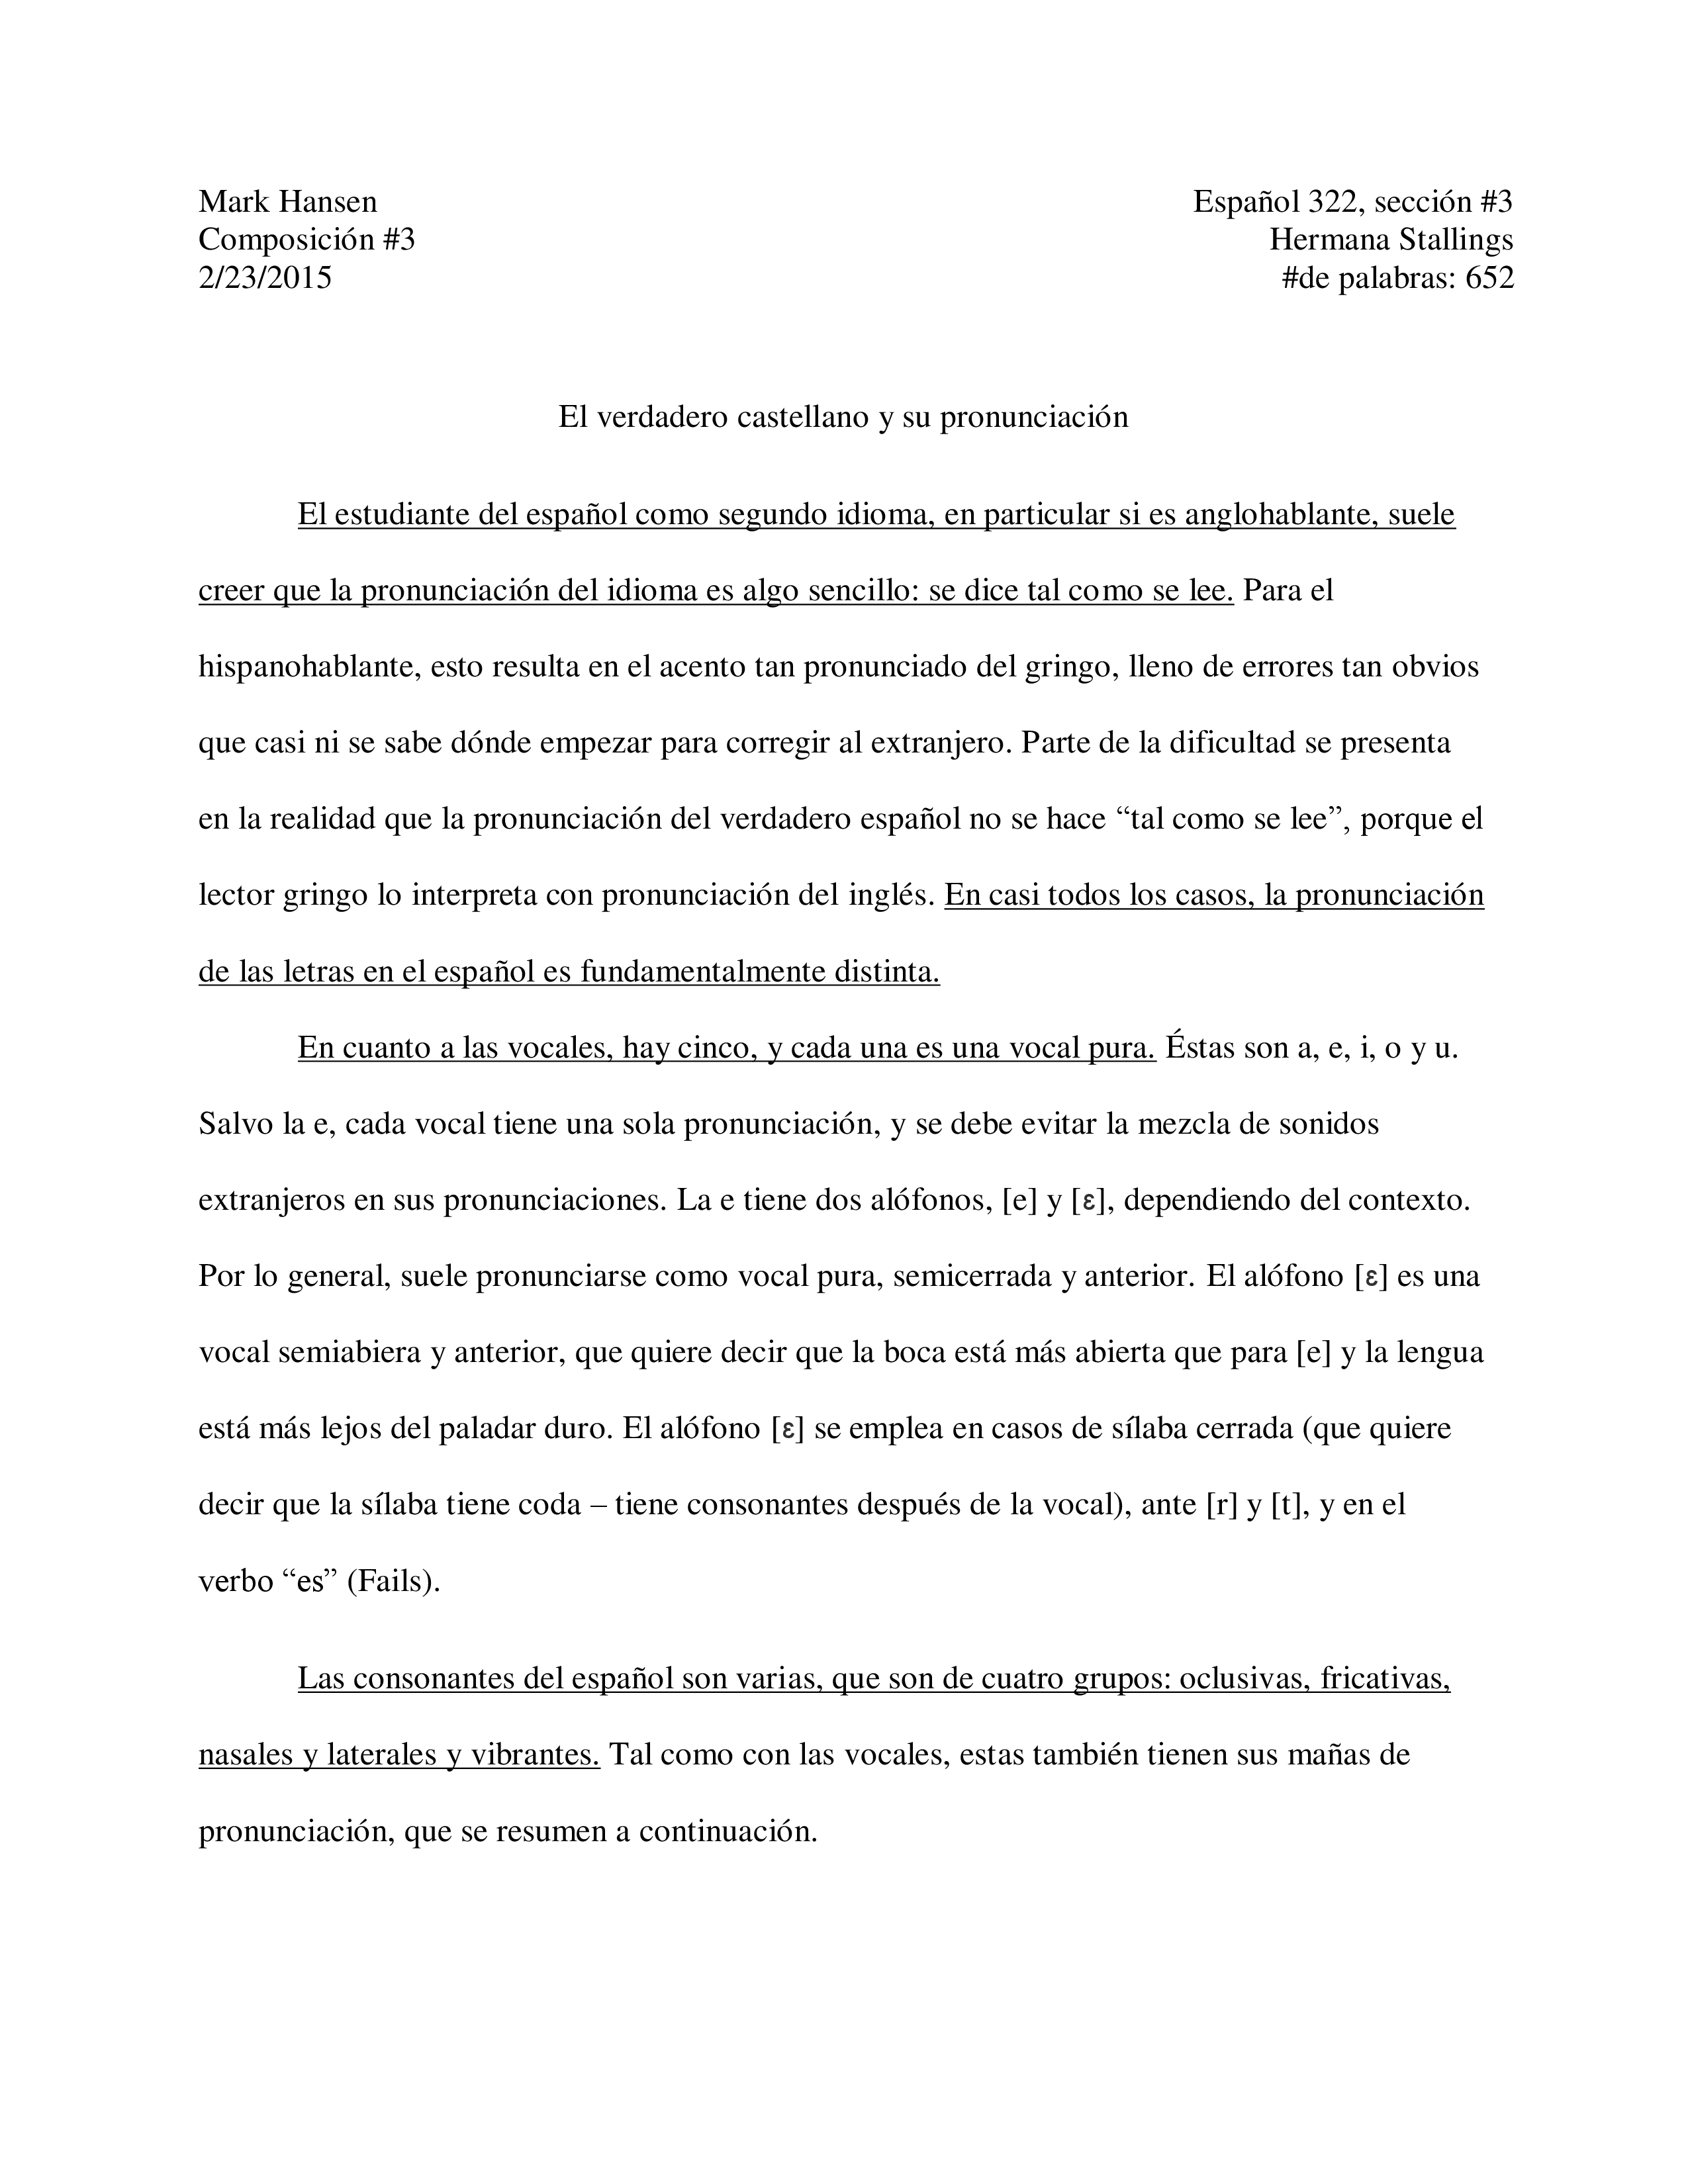 Mark Hansen
Español 322, sección #3
Composición #3
Hermana Stallings
2/23/2015
#de palabras: 652
El verdadero castellano y su pronunciación
El estudiante del español como segundo idioma, en particular si es anglohablante, suele
creer que la pronunciación del idioma es algo sencillo: se dice tal como se lee. Para el
hispanohablante, esto resulta en el acento tan pronunciado del gringo, lleno de errores tan obvios
que casi ni se sabe dónde empezar para corregir al extranjero. Parte de la dificultad se presenta
en la realidad que la pronunciación del verdadero español no se hace “tal como se lee”, porque el
lector gringo lo interpreta con pronunciación del inglés. En casi todos los casos, la pronunciación
de las letras en el español es fundamentalmente distinta.
En cuanto a las vocales, hay cinco, y cada una es una vocal pura. Éstas son a, e, i, o y u.
Salvo la e, cada vocal tiene una sola pronunciación, y se debe evitar la mezcla de sonidos
extranjeros en sus pronunciaciones. La e tiene dos alófonos, [e] y [ɛ], dependiendo del contexto.
Por lo general, suele pronunciarse como vocal pura, semicerrada y anterior. El alófono [ɛ] es una
vocal semiabiera y anterior, que quiere decir que la boca está más abierta que para [e] y la lengua
está más lejos del paladar duro. El alófono [ɛ] se emplea en casos de sílaba cerrada (que quiere
decir que la sílaba tiene coda – tiene consonantes después de la vocal), ante [r] y [t], y en el
verbo “es” (Fails).
Las consonantes del español son varias, que son de cuatro grupos: oclusivas, fricativas,
nasales y laterales y vibrantes. Tal como con las vocales, estas también tienen sus mañas de
pronunciación, que se resumen a continuación.